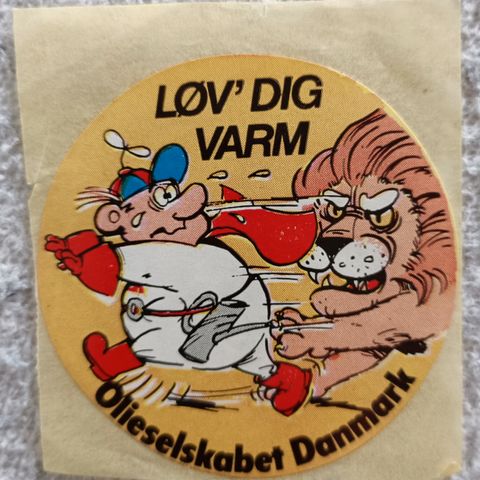 LØV' DIG
VARM
Olieselskabet Danmark